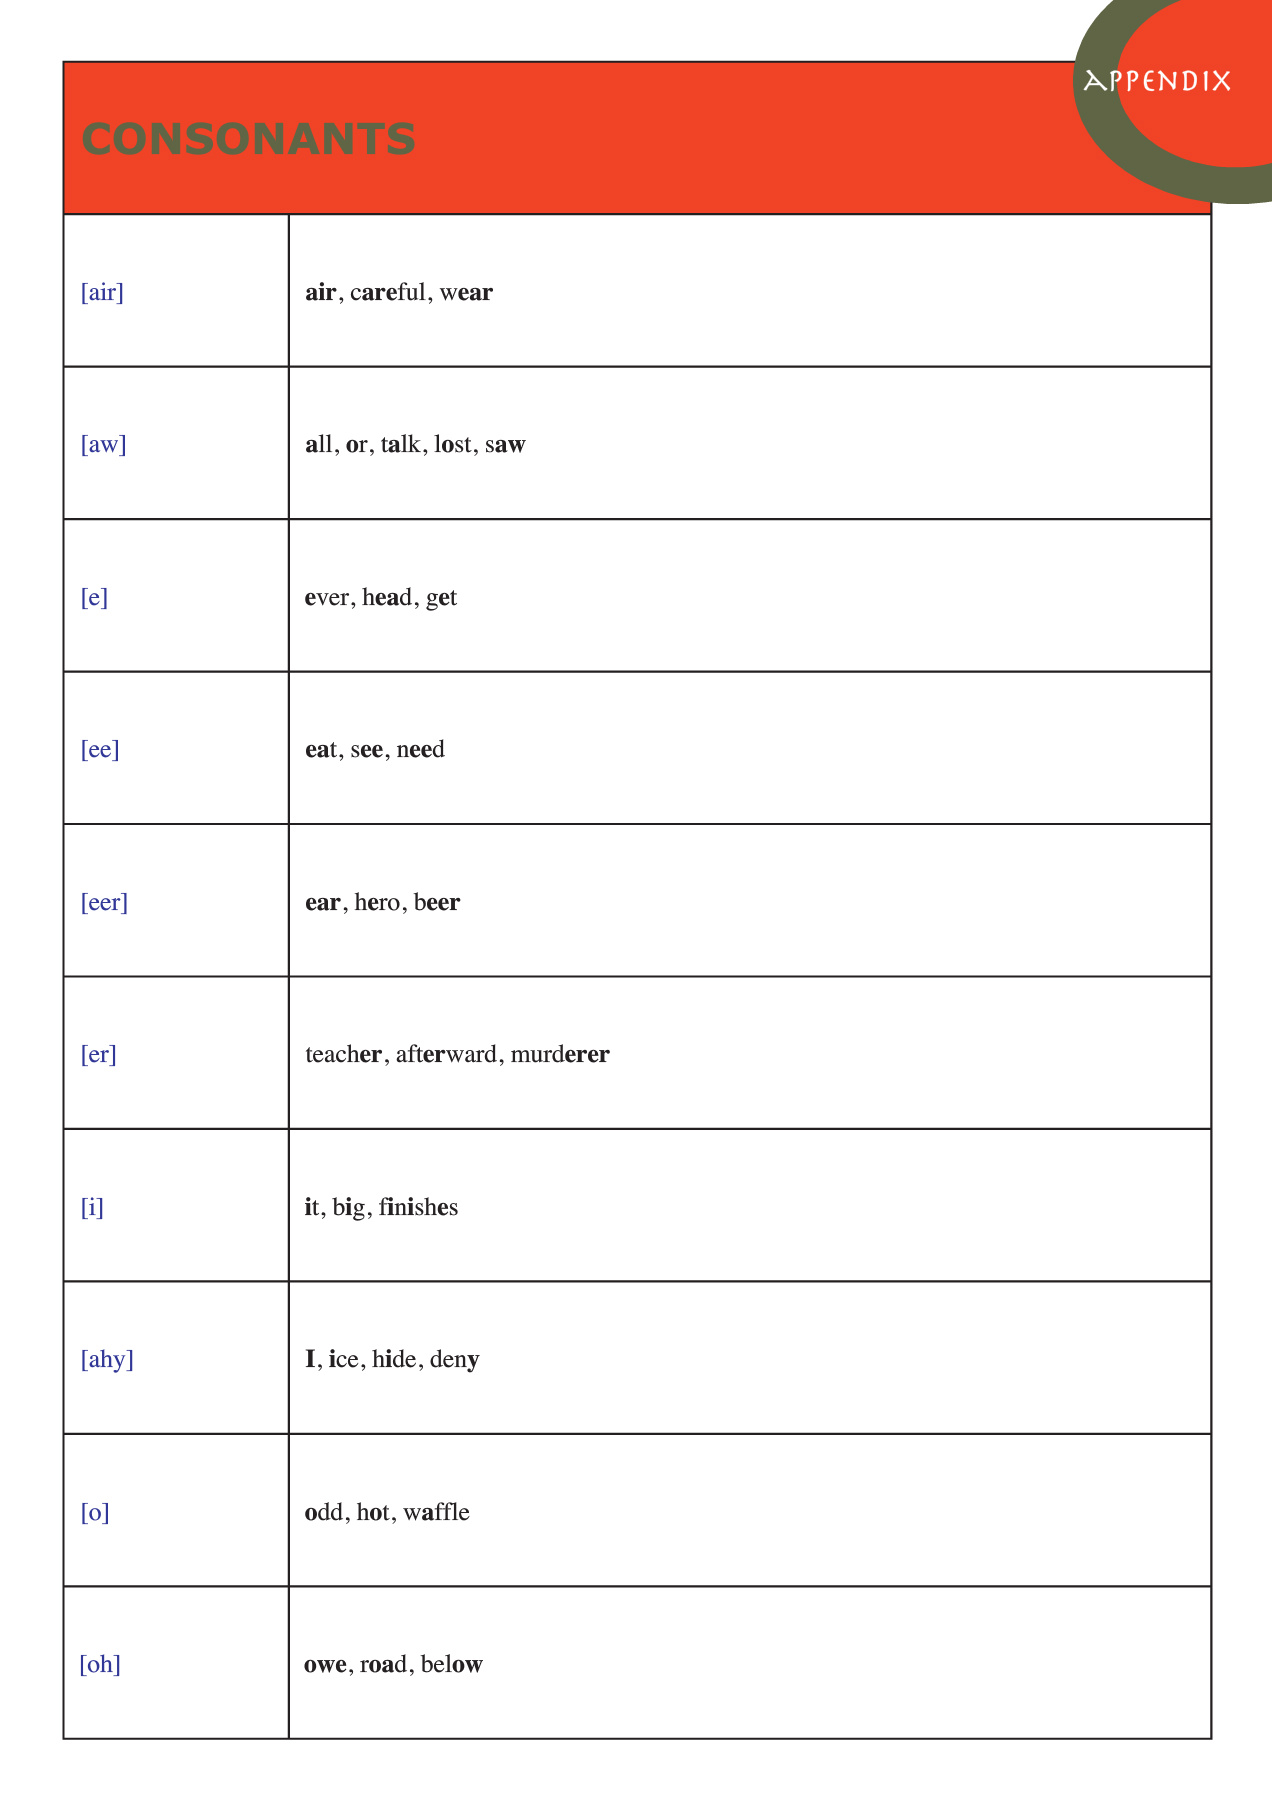 APPENDIX
CONSONANTS
[air] air, careful, wear
[aw] all, or, talk, lost, saw
[e] ever, head, get
[ee] eat, see, need
[eer] ear, hero, beer
[er] teacher, afterward, murderer
[i] it, big, finishes
[ahy] I, ice, hide, deny
[o] odd, hot, waffle
[oh] owe, road, below